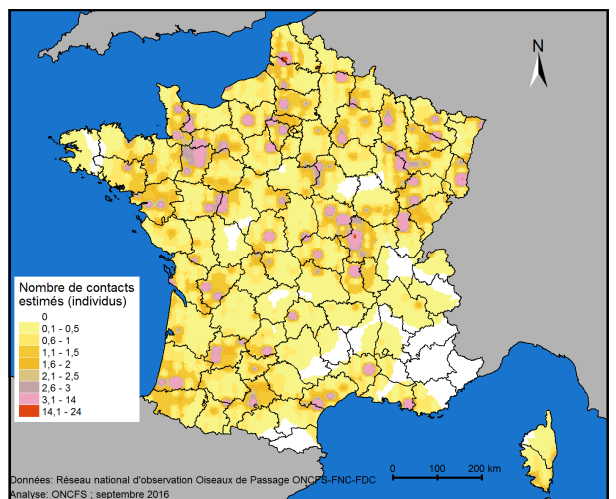 N
Nombre de contacts
estimés (individus)
0
0,1 - 0,5
0,6 - 1
1,1 - 1,5
1,6 - 2
2,1 - 2,5
2,6 - 3
3,1 - 14
14,1 - 24
0 100 200 km
Données: Réseau national d'observation Oiseaux de Passage ONCFS-FNC-FDC
Analyse: ONCFS ; septembre 2016